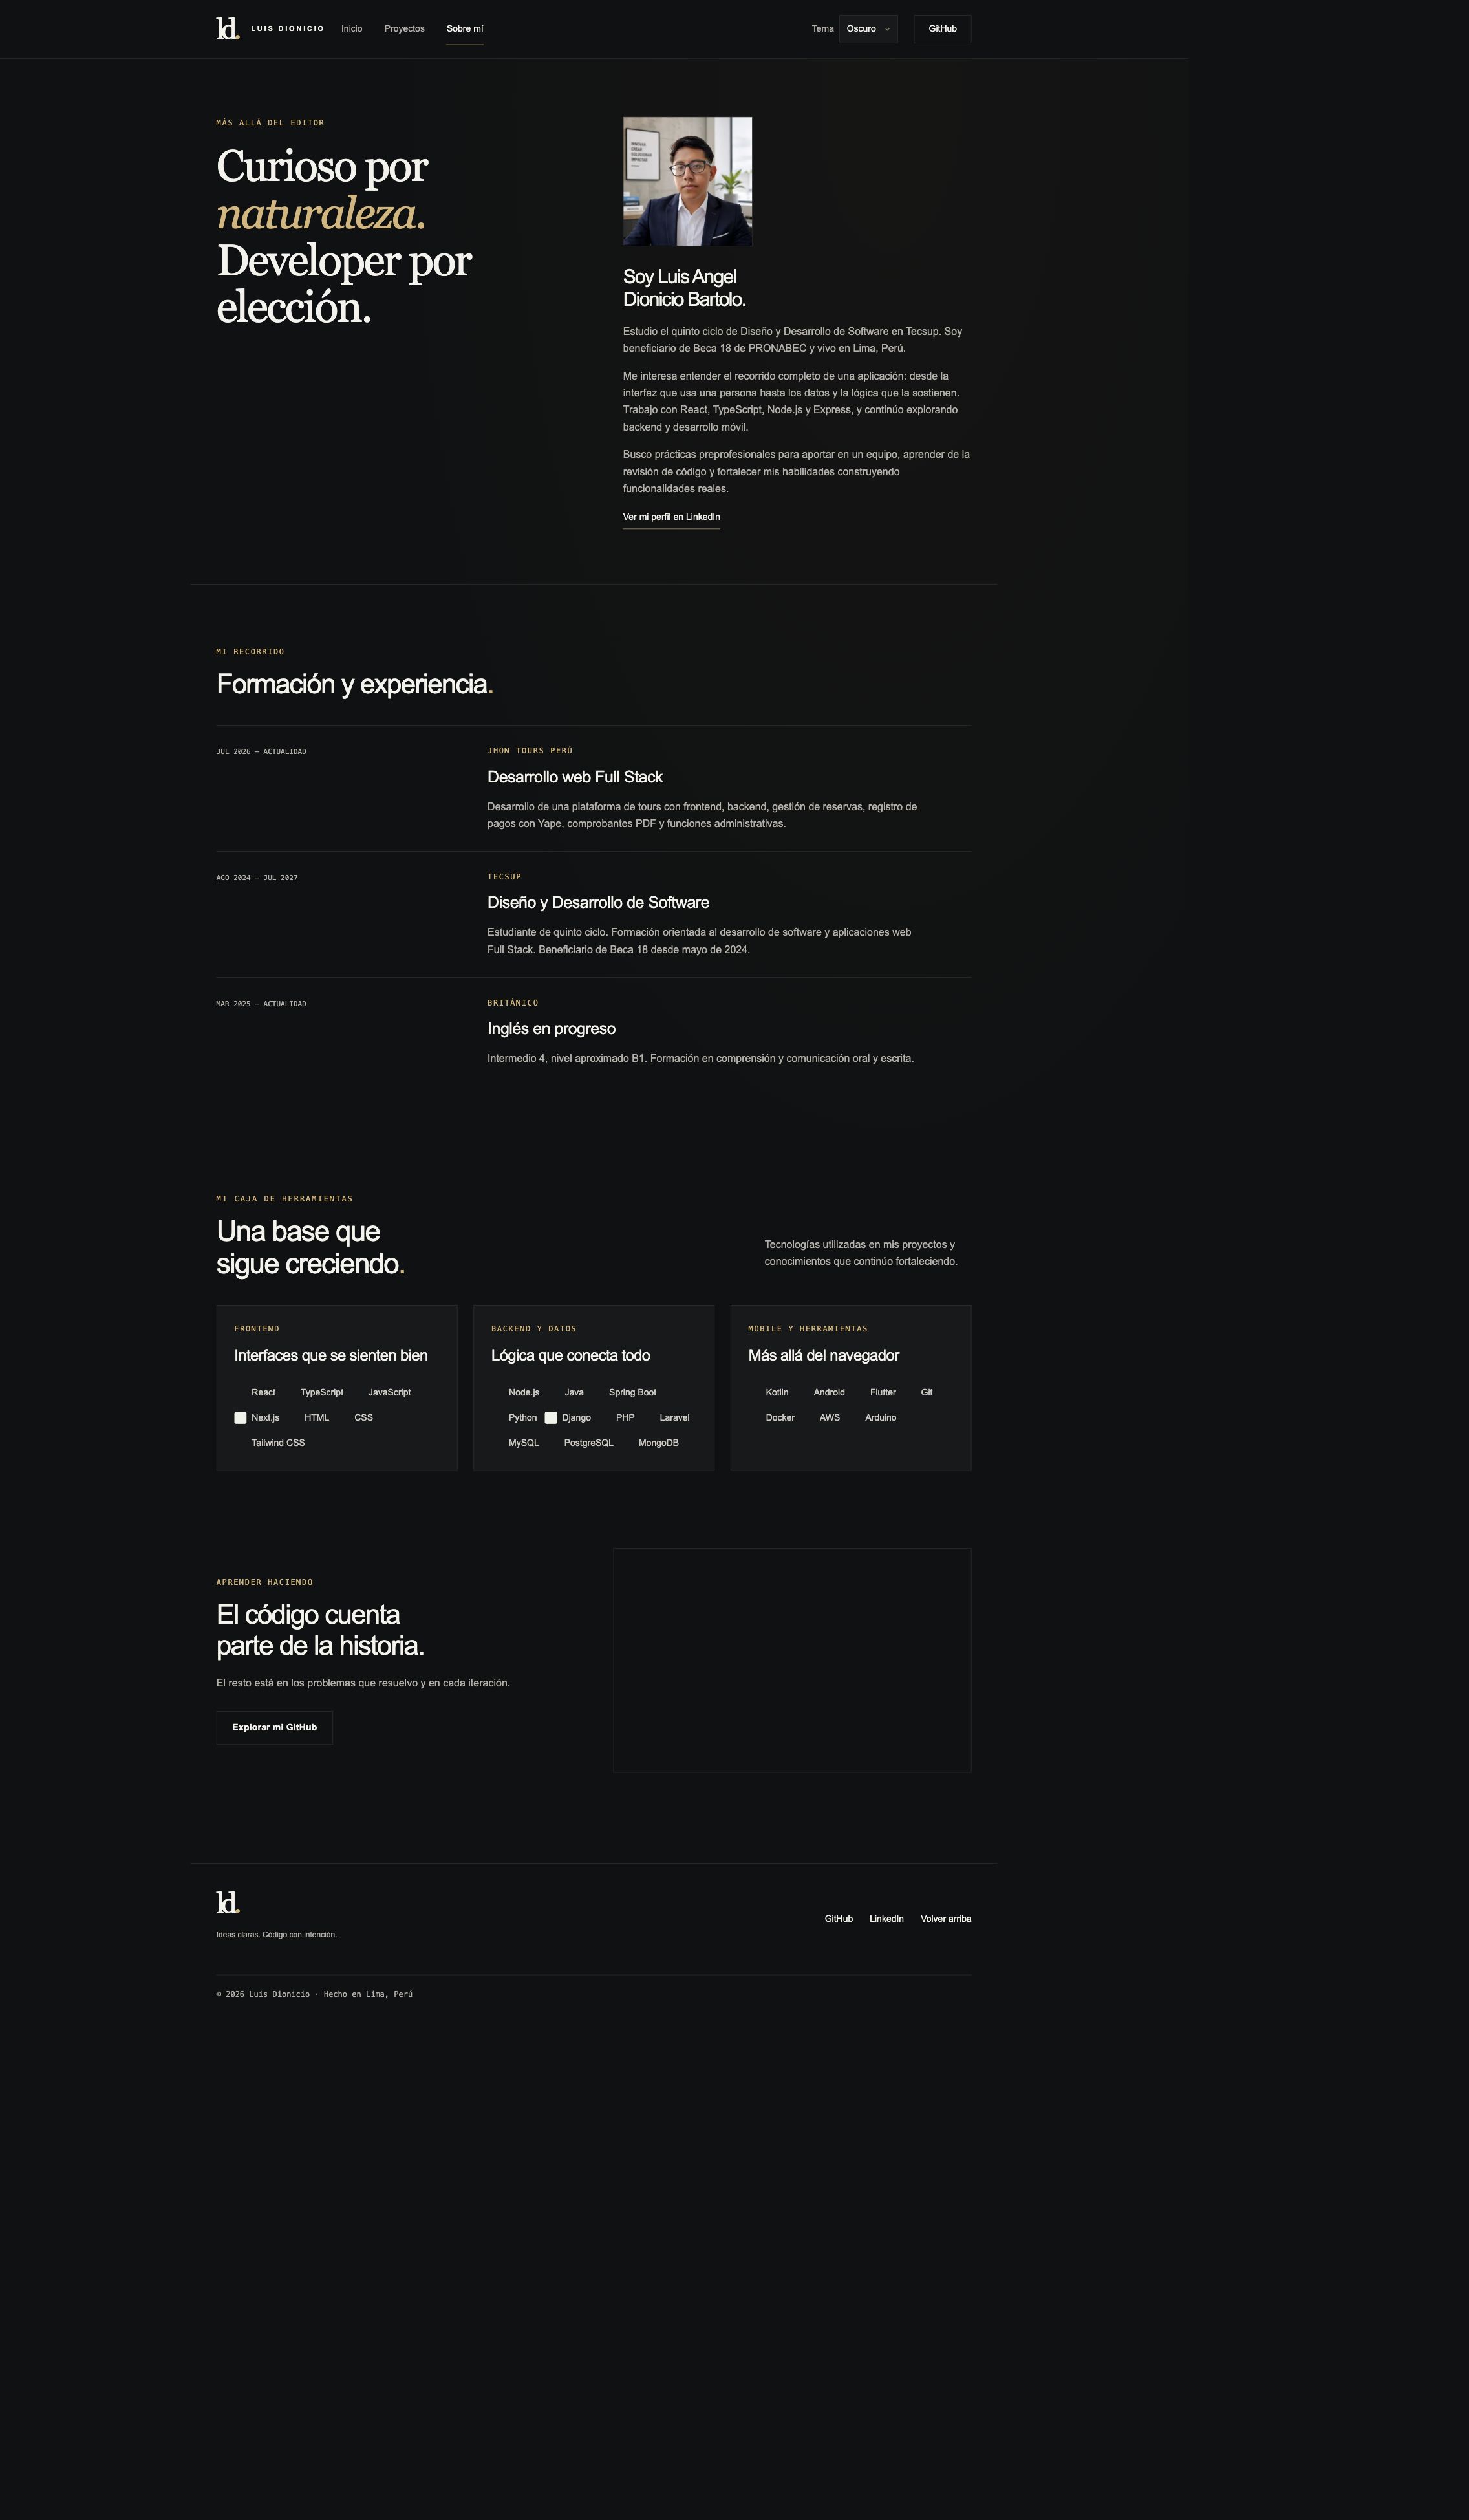 ld.
LUIS DIONICIO
Inicio
Proyectos
Sobre mí
Tema
Oscuro
GitHub
MÁS ALLÁ DEL EDITOR
Curioso por
naturaleza.
Developer por
elección.
Soy Luis Angel
Dionicio Bartolo.
Estudio el quinto ciclo de Diseño y Desarrollo de Software en Tecsup. Soy
beneficiario de Beca 18 de PRONABEC y vivo en Lima, Perú.
Me interesa entender el recorrido completo de una aplicación: desde la
interfaz que usa una persona hasta los datos y la lógica que la sostienen.
Trabajo con React, TypeScript, Node.js y Express, y continúo explorando
backend y desarrollo móvil.
Busco prácticas preprofesionales para aportar en un equipo, aprender de la
revisión de código y fortalecer mis habilidades construyendo
funcionalidades reales.
Ver mi perfil en LinkedIn
MI RECORRIDO
Formación y experiencia.
JUL 2026 — ACTUALIDAD
JHON TOURS PERÚ
Desarrollo web Full Stack
Desarrollo de una plataforma de tours con frontend, backend, gestión de reservas, registro de
pagos con Yape, comprobantes PDF y funciones administrativas.
AGO 2024 — JUL 2027
TECSUP
Diseño y Desarrollo de Software
Estudiante de quinto ciclo. Formación orientada al desarrollo de software y aplicaciones web
Full Stack. Beneficiario de Beca 18 desde mayo de 2024.
MAR 2025 — ACTUALIDAD
BRITÁNICO
Inglés en progreso
Intermedio 4, nivel aproximado B1. Formación en comprensión y comunicación oral y escrita.
MI CAJA DE HERRAMIENTAS
Una base que
sigue creciendo.
Tecnologías utilizadas en mis proyectos y
conocimientos que continúo fortaleciendo.
FRONTEND
Interfaces que se sienten bien
React TypeScript JavaScript
Next.js HTML CSS
Tailwind CSS
BACKEND Y DATOS
Lógica que conecta todo
Node.js Java Spring Boot
Python Django PHP Laravel
MySQL PostgreSQL MongoDB
MOBILE Y HERRAMIENTAS
Más allá del navegador
Kotlin Android Flutter Git
Docker AWS Arduino
APRENDER HACIENDO
El código cuenta
parte de la historia.
El resto está en los problemas que resuelvo y en cada iteración.
Explorar mi GitHub
ld.
Ideas claras. Código con intención.
GitHub
LinkedIn
Volver arriba
© 2026 Luis Dionicio · Hecho en Lima, Perú